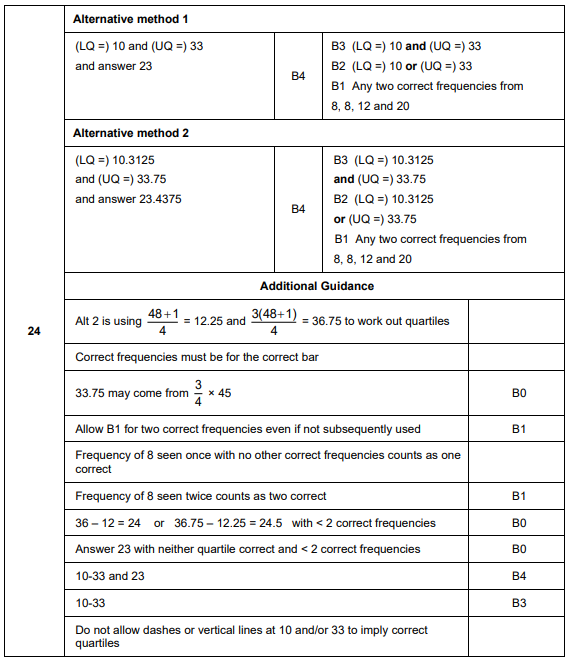 24
Alternative method 1
(LQ =) 10 and (UQ =) 33
and answer 23
B4
B3 (LQ =) 10 and (UQ =) 33
B2 (LQ =) 10 or (UQ =) 33
B1 Any two correct frequencies from
8, 8, 12 and 20
Alternative method 2
(LQ =) 10.3125
and (UQ =) 33.75
and answer 23.4375
B4
B3 (LQ =) 10.3125
and (UQ =) 33.75
B2 (LQ =) 10.3125
or (UQ =) 33.75
B1 Any two correct frequencies from
8, 8, 12 and 20
Additional Guidance
Alt 2 is using (48+1)/4 = 12.25 and 3(48+1)/4 = 36.75 to work out quartiles
Correct frequencies must be for the correct bar
33.75 may come from 3/4 × 45
B0
Allow B1 for two correct frequencies even if not subsequently used
B1
Frequency of 8 seen once with no other correct frequencies counts as one
correct
Frequency of 8 seen twice counts as two correct
B1
36 – 12 = 24 or 36.75 – 12.25 = 24.5 with < 2 correct frequencies
B0
Answer 23 with neither quartile correct and < 2 correct frequencies
B0
10-33 and 23
B4
10-33
B3
Do not allow dashes or vertical lines at 10 and/or 33 to imply correct
quartiles